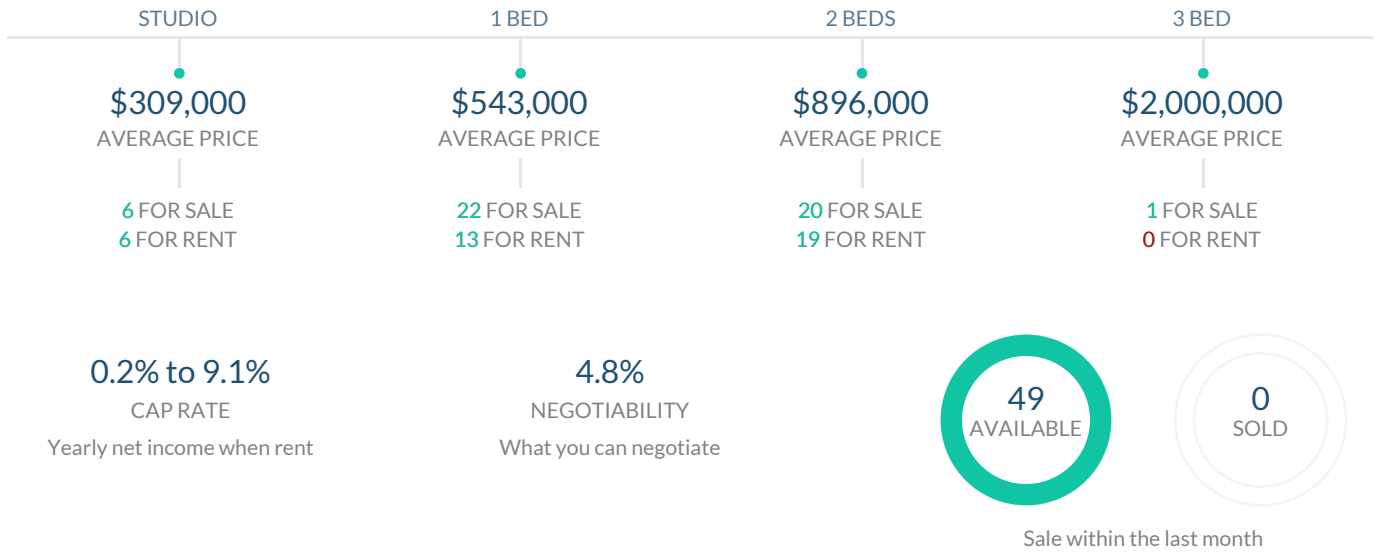 STUDIO
$309,000
AVERAGE PRICE
6 FOR SALE
6 FOR RENT
1 BED
$543,000
AVERAGE PRICE
22 FOR SALE
13 FOR RENT
2 BEDS
$896,000
AVERAGE PRICE
20 FOR SALE
19 FOR RENT
3 BED
$2,000,000
AVERAGE PRICE
1 FOR SALE
0 FOR RENT
0.2% to 9.1%
CAP RATE
Yearly net income when rent
4.8%
NEGOTIABILITY
What you can negotiate
49
AVAILABLE
0
SOLD
Sale within the last month